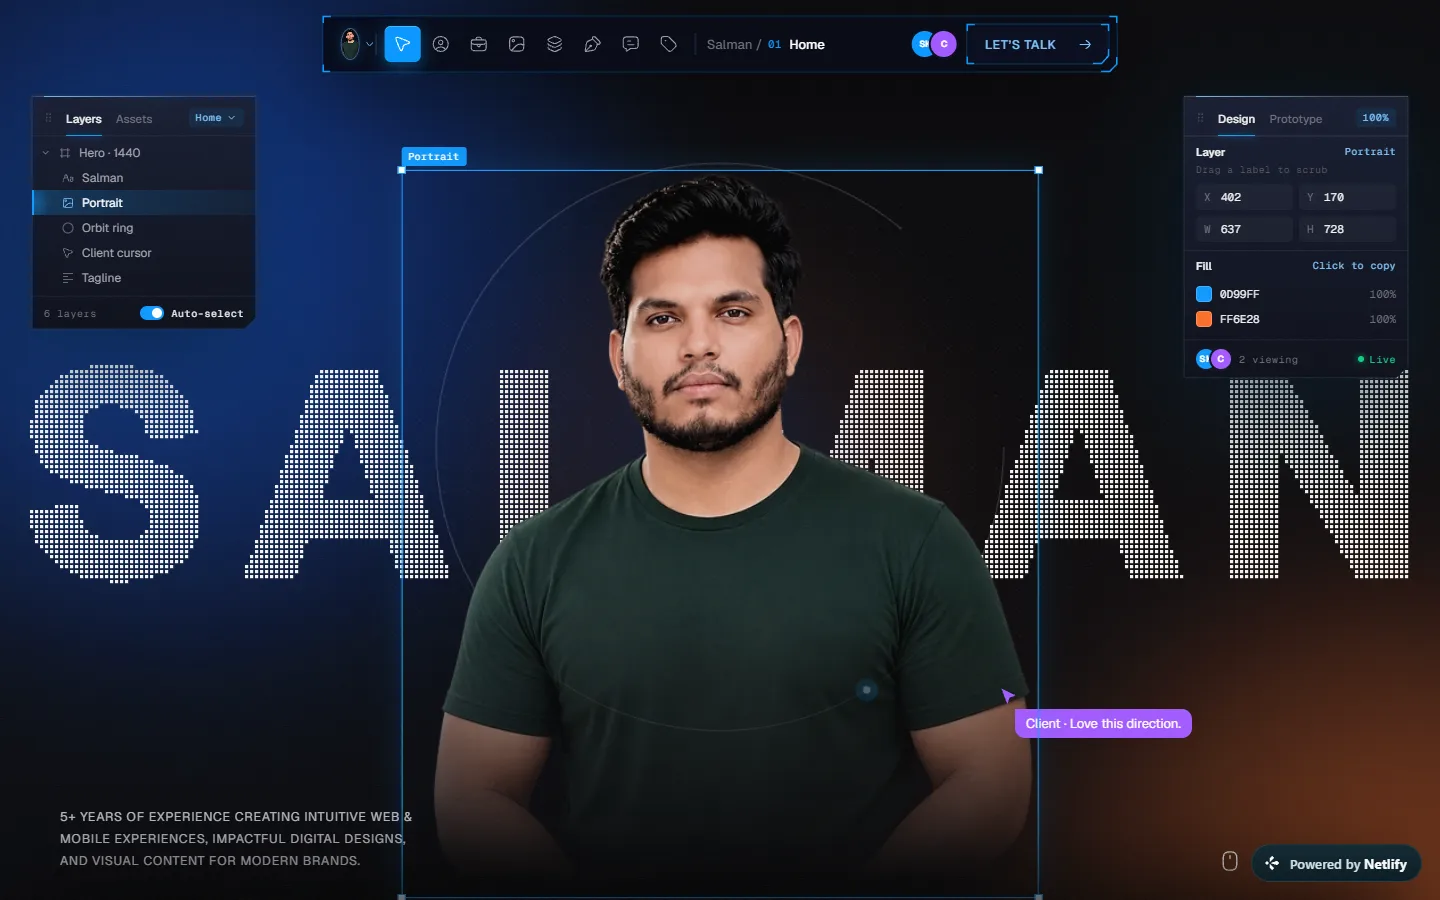 Salman / 01 Home
C
LET'S TALK
Layers Assets Home
Hero · 1440
Aa Salman
Portrait
Orbit ring
Client cursor
Tagline
6 layers Auto-select
Portrait
Design Prototype 100%
Layer Portrait
Drag a label to scrub
X 402 Y 170
W 637 H 728
Fill Click to copy
0D99FF 100%
FF6E28 100%
C 2 viewing Live
SALMAN
Client · Love this direction.
5+ YEARS OF EXPERIENCE CREATING INTUITIVE WEB &
MOBILE EXPERIENCES, IMPACTFUL DIGITAL DESIGNS,
AND VISUAL CONTENT FOR MODERN BRANDS.
Powered by Netlify